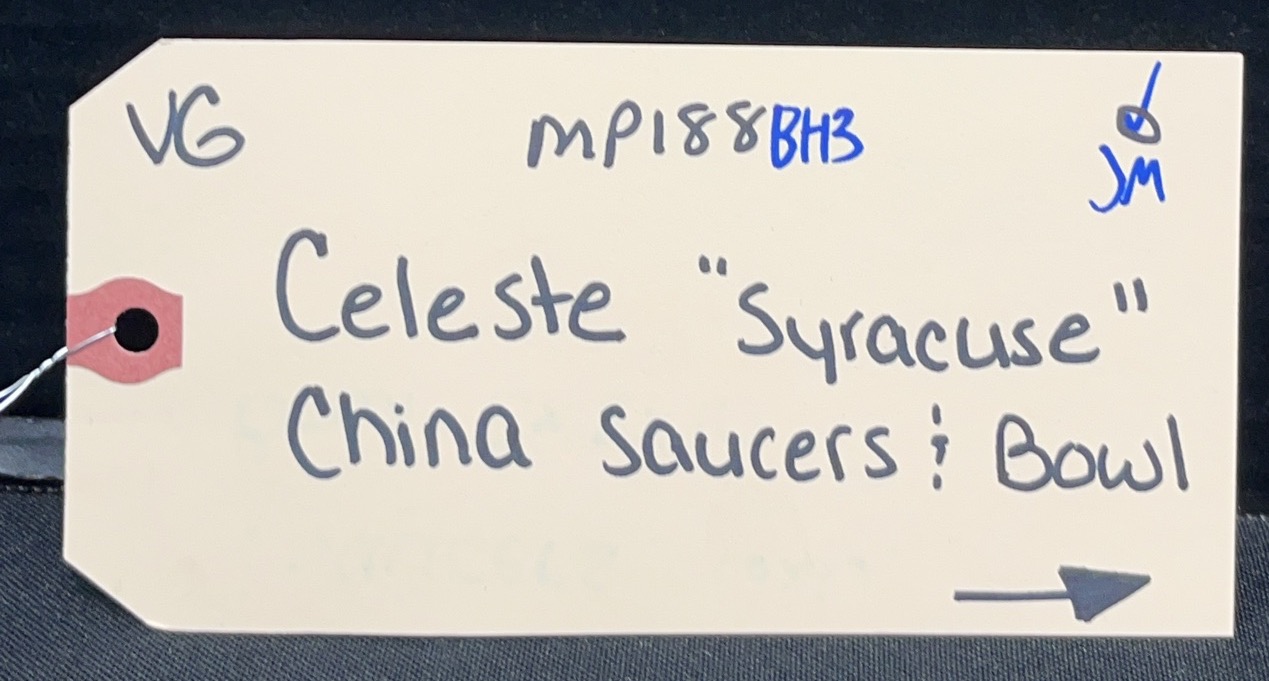 VG MP188BH3
JM
Celeste "Syracuse"
China Saucers & Bowl